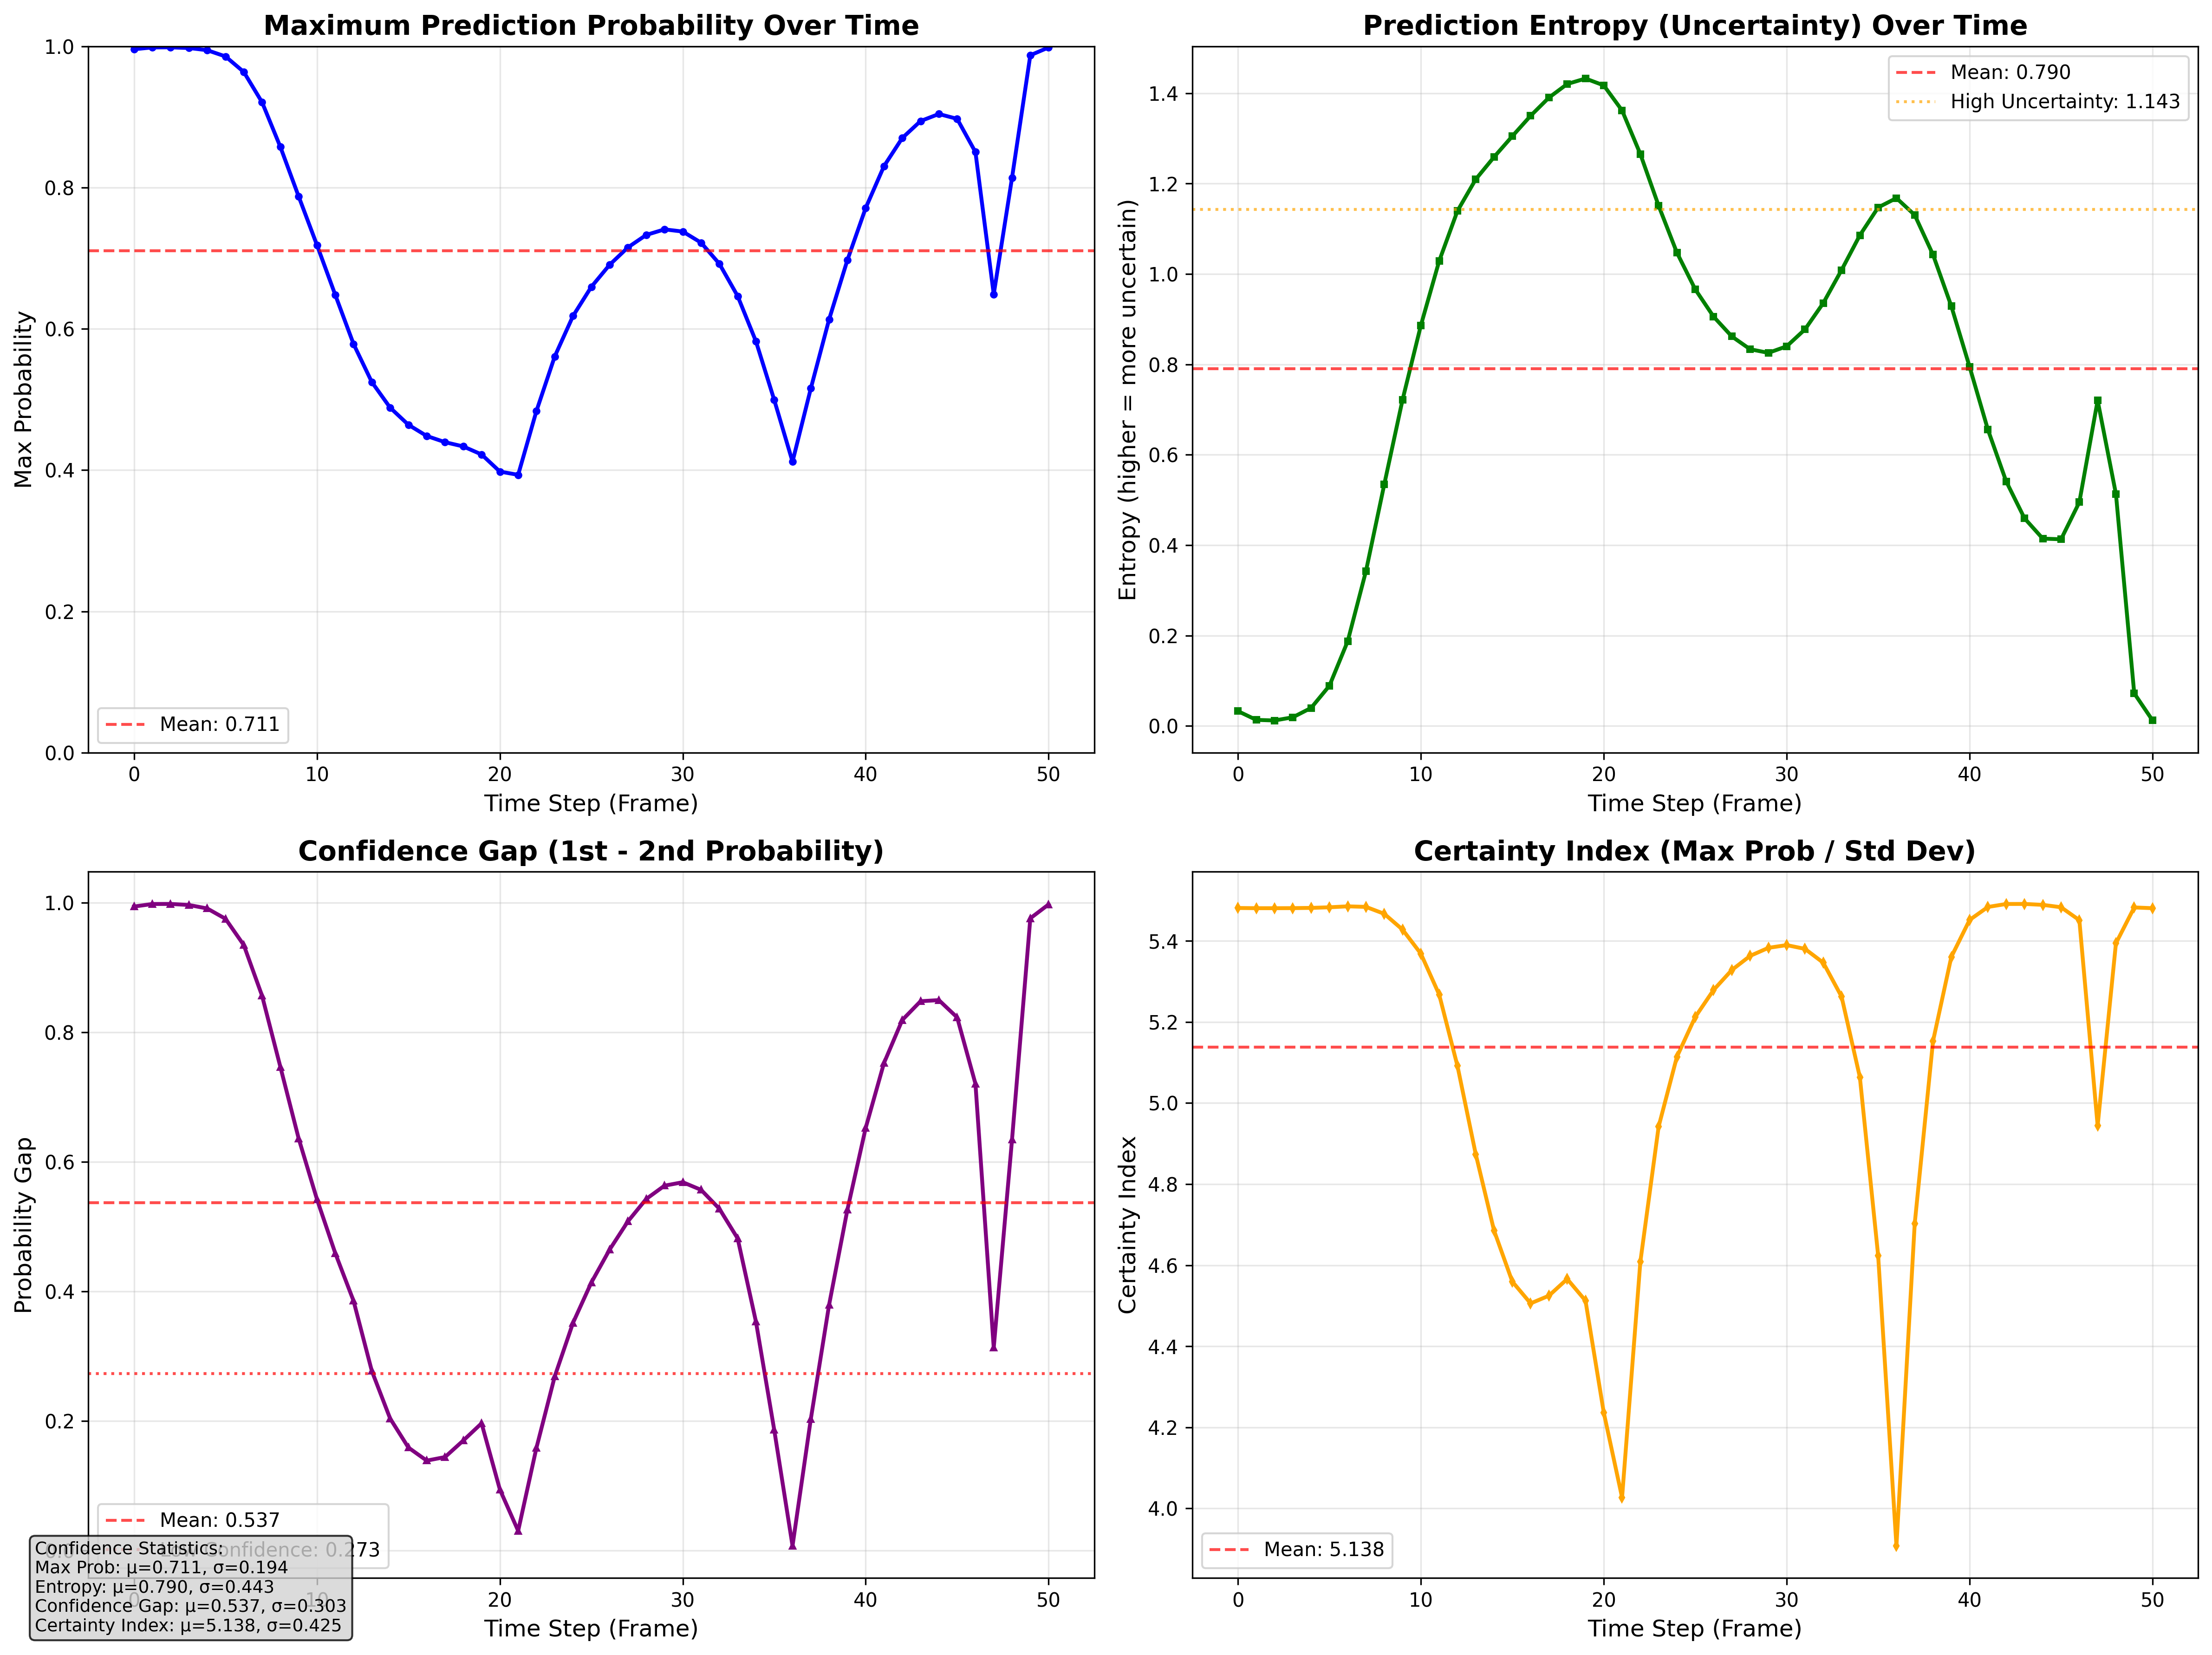 Maximum Prediction Probability Over Time
Max Probability
1.0
0.8
0.6
0.4
0.2
0.0
Mean: 0.711
0 10 20 30 40 50
Time Step (Frame)
Prediction Entropy (Uncertainty) Over Time
Entropy (higher = more uncertain)
1.4
1.2
1.0
0.8
0.6
0.4
0.2
0.0
Mean: 0.790
High Uncertainty: 1.143
0 10 20 30 40 50
Time Step (Frame)
Confidence Gap (1st - 2nd Probability)
Probability Gap
1.0
0.8
0.6
0.4
0.2
0.0
Mean: 0.537
Low Confidence: 0.273
0 10 20 30 40 50
Time Step (Frame)
Confidence Statistics:
Max Prob: μ=0.711, σ=0.194
Entropy: μ=0.790, σ=0.443
Confidence Gap: μ=0.537, σ=0.303
Certainty Index: μ=5.138, σ=0.425
Certainty Index (Max Prob / Std Dev)
Certainty Index
5.4
5.2
5.0
4.8
4.6
4.4
4.2
4.0
Mean: 5.138
0 10 20 30 40 50
Time Step (Frame)